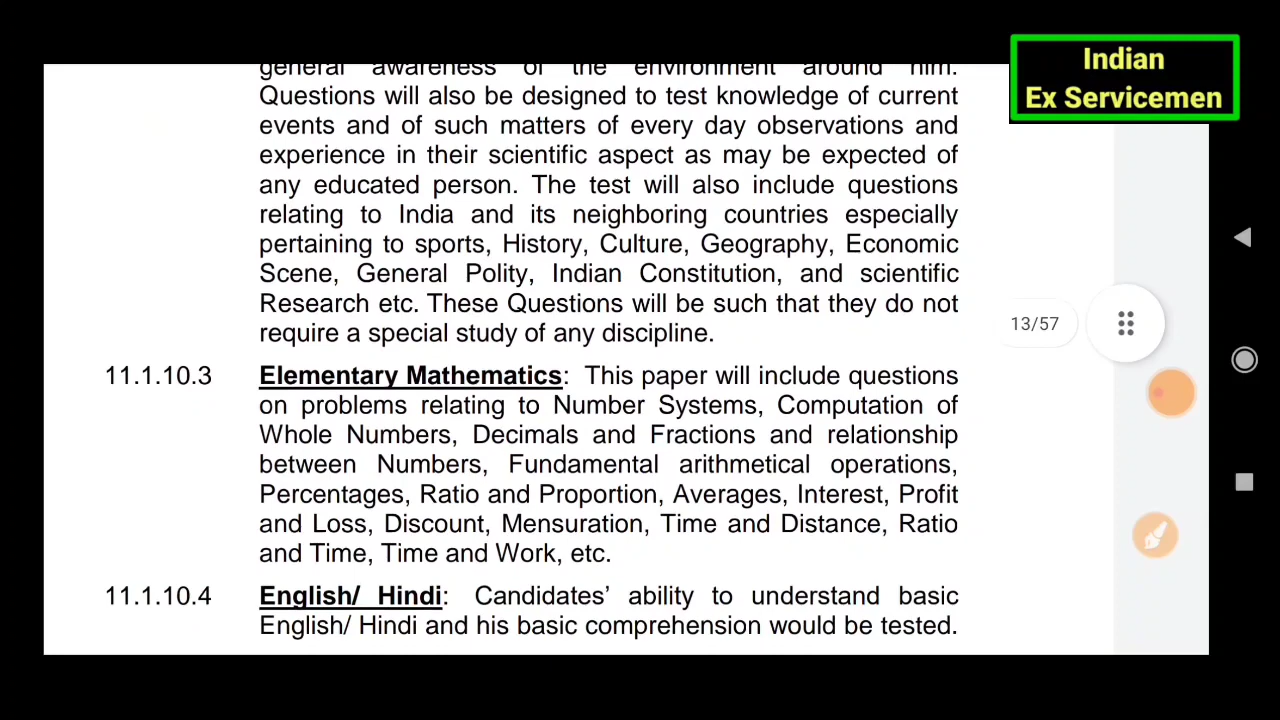 Indian
Ex Servicemen
general awareness of the environment around him.
Questions will also be designed to test knowledge of current
events and of such matters of every day observations and
experience in their scientific aspect as may be expected of
any educated person. The test will also include questions
relating to India and its neighboring countries especially
pertaining to sports, History, Culture, Geography, Economic
Scene, General Polity, Indian Constitution, and scientific
Research etc. These Questions will be such that they do not
require a special study of any discipline.
13/57
11.1.10.3 Elementary Mathematics: This paper will include questions
on problems relating to Number Systems, Computation of
Whole Numbers, Decimals and Fractions and relationship
between Numbers, Fundamental arithmetical operations,
Percentages, Ratio and Proportion, Averages, Interest, Profit
and Loss, Discount, Mensuration, Time and Distance, Ratio
and Time, Time and Work, etc.
11.1.10.4 English/ Hindi: Candidates’ ability to understand basic
English/ Hindi and his basic comprehension would be tested.